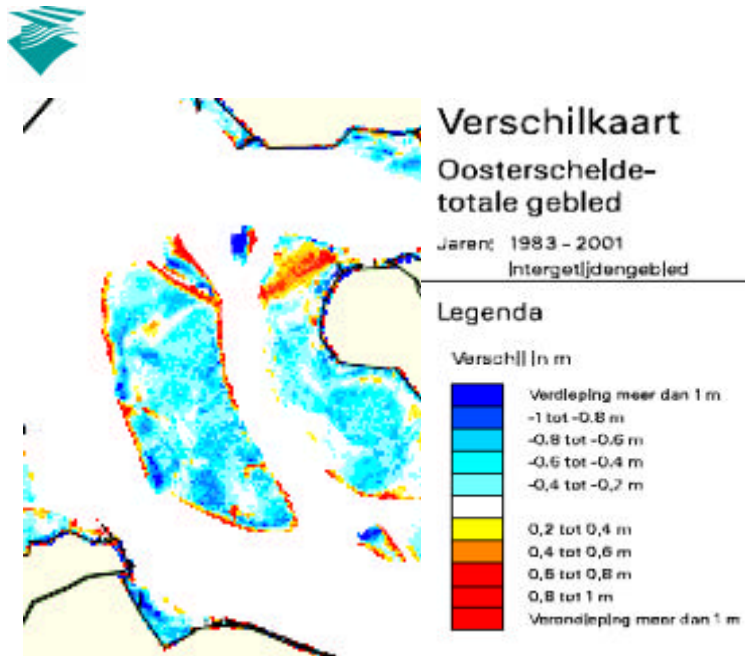 Verschilkaart
Oosterschelde-
totale gebied
Jaren: 1983 - 2001
Intergetijdengebied
Legenda
Verschil in m
Verdieping meer dan 1 m
-1 tot -0.8 m
-0.8 tot -0.6 m
-0.6 tot -0.4 m
-0,4 tot -0,2 m
0,2 tot 0,4 m
0,4 tot 0,6 m
0,6 tot 0,8 m
0,8 tot 1 m
Verondieping meer dan 1 m